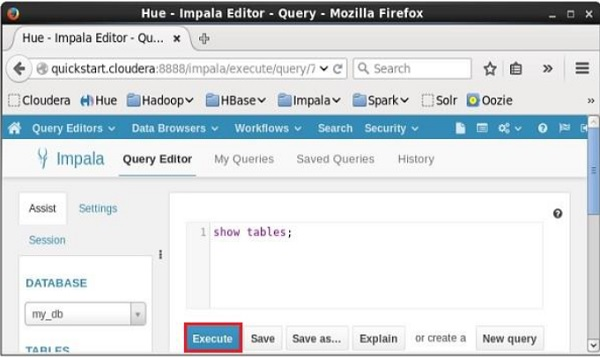 Hue - Impala Editor - Query - Mozilla Firefox
Hue - Impala Editor - Qu...
quickstart.cloudera:8888/impala/execute/query/7
Search
Cloudera Hue Hadoop HBase Impala Spark Solr Oozie
Query Editors Data Browsers Workflows Search Security
Impala Query Editor My Queries Saved Queries History
Assist Settings
Session
1 show tables;
DATABASE
my_db
Execute Save Save as... Explain or create a New query
TABLES